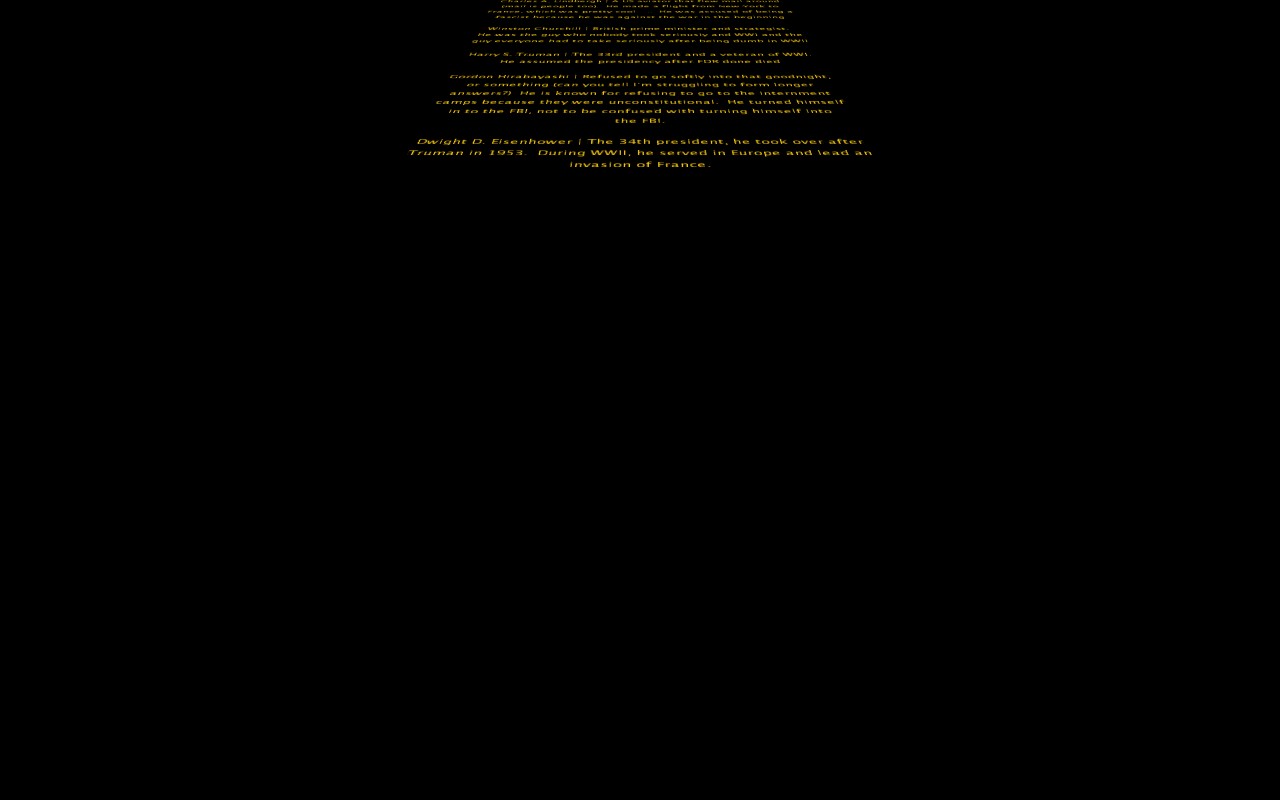 Charles A. Lindbergh | A US aviator that flew mail around
(mail is people too). He made a flight from New York to
France, which was pretty cool. He was accused of being a
fascist because he was against the war in the beginning
Winston Churchill | British prime minister and strategist.
He was the guy who nobody took seriously and WWI and the
guy everyone had to take seriously after being dumb in WWII
Harry S. Truman | The 33rd president and a veteran of WWI.
He assumed the presidency after FDR done died
Gordon Hirabayashi | Refused to go softly into that goodnight,
or something (can you tell I'm struggling to form longer
answers?) He is known for refusing to go to the internment
camps because they were unconstitutional. He turned himself
in to the FBI, not to be confused with turning himself into
the FBI.
Dwight D. Eisenhower | The 34th president, he took over after
Truman in 1953. During WWII, he served in Europe and lead an
invasion of France.